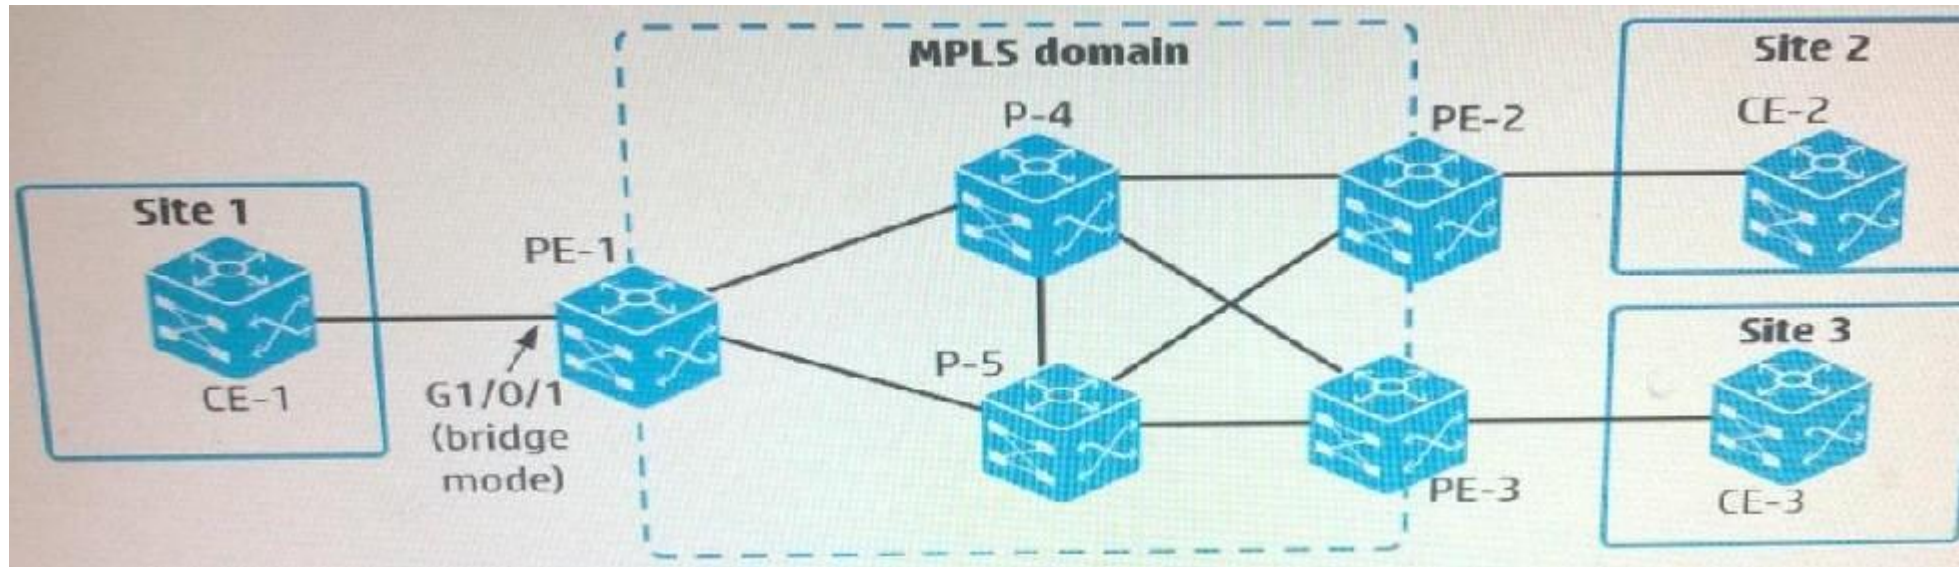 MPLS domain
Site 2
P-4
PE-2
CE-2
Site 1
PE-1
CE-1
G1/0/1
(bridge
mode)
P-5
Site 3
PE-3
CE-3